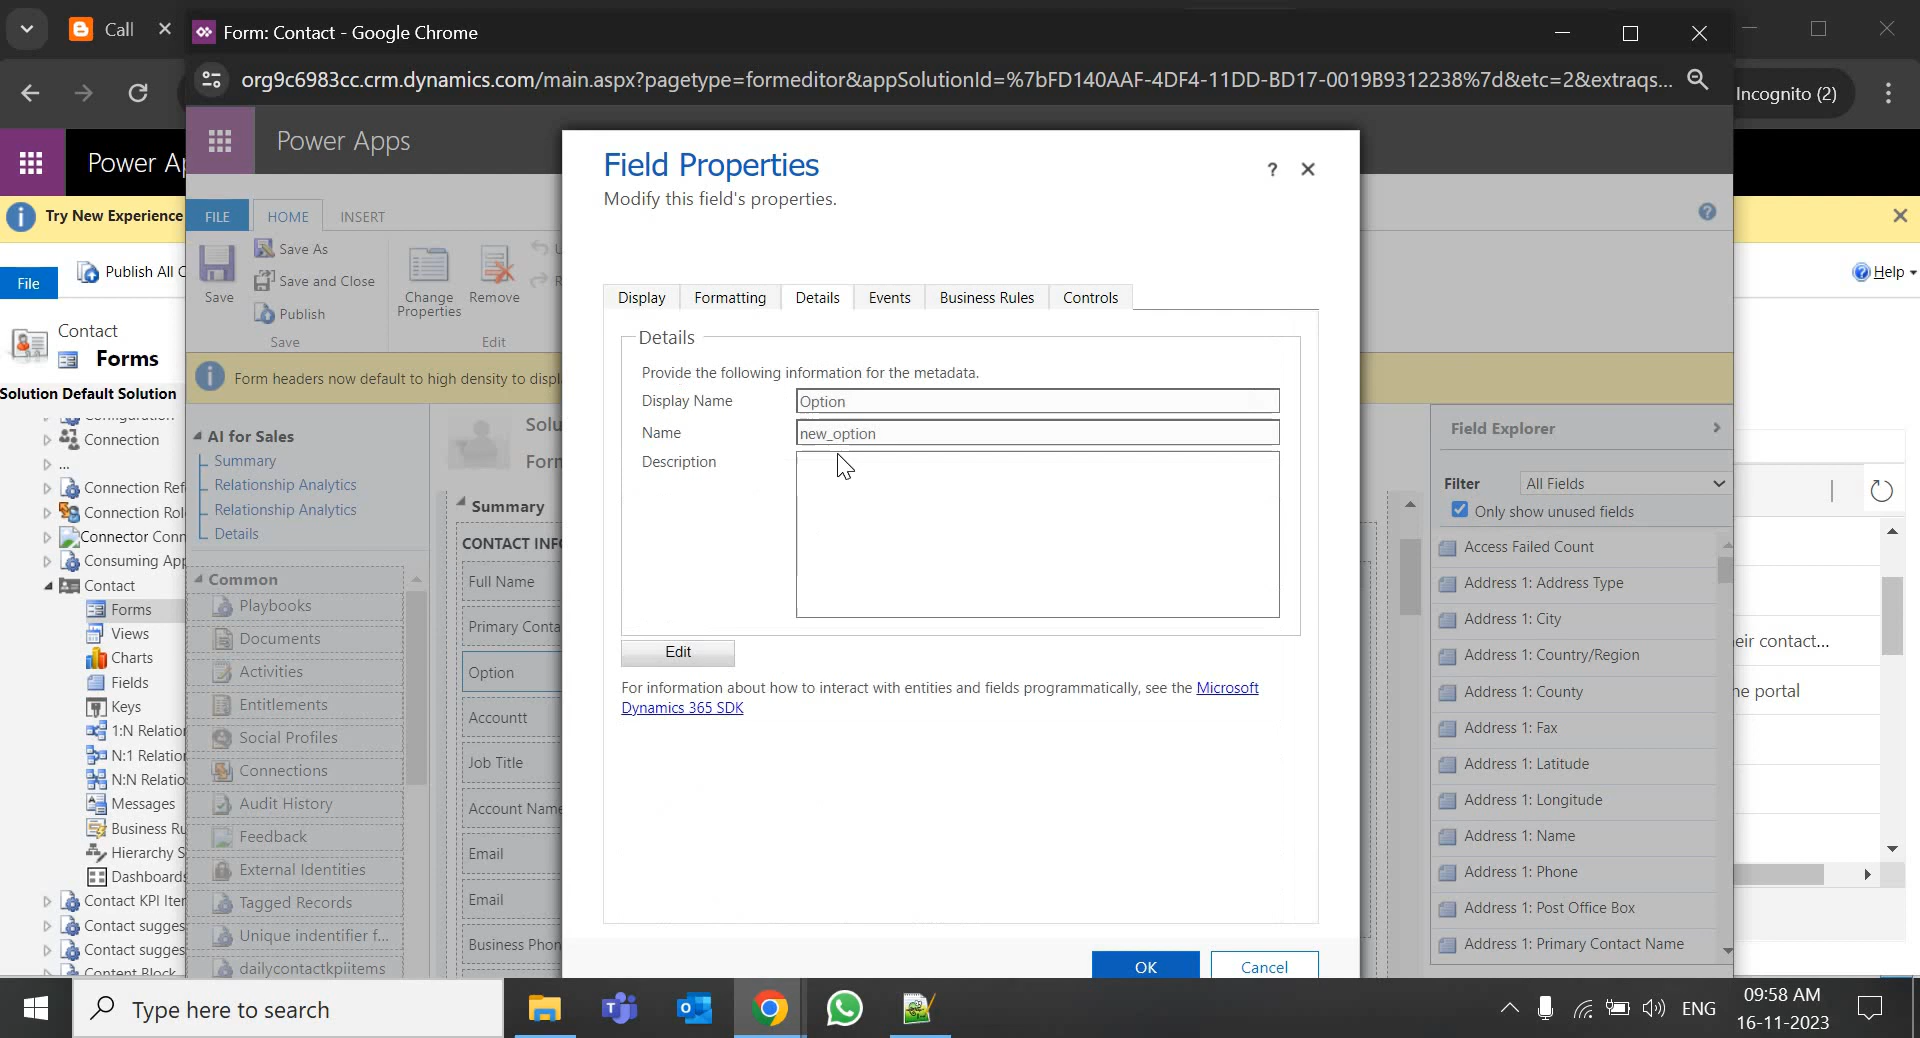 Call
Form: Contact - Google Chrome
org9c6983cc.crm.dynamics.com/main.aspx?pagetype=formeditor&appSolutionId=%7bFD140AAF-4DF4-11DD-BD17-0019B9312238%7d&etc=2&extraqs...
Incognito (2)
Power Ap
Power Apps
Try New Experience
File
Publish All C
Help
Contact
Forms
Solution Default Solution
Configuration
Connection
...
Connection Ref
Connection Rol
Connector Conn
Consuming App
Contact
Forms
Views
Charts
Fields
Keys
1:N Relation
N:1 Relation
N:N Relatio
Messages
Business Ru
Hierarchy S
Dashboards
Contact KPI Iter
Contact sugges
Contact sugges
Content Block
FILE
HOME
INSERT
Save
Save As
Save and Close
Publish
Save
Change Properties
Remove
U
R
Edit
Form headers now default to high density to displ
AI for Sales
Summary
Relationship Analytics
Relationship Analytics
Details
Common
Playbooks
Documents
Activities
Entitlements
Social Profiles
Connections
Audit History
Feedback
External Identities
Tagged Records
Unique indentifier f...
dailycontactkpiitems
Solu
Form
Summary
CONTACT INF
Full Name
Primary Conta
Option
Accountt
Job Title
Account Name
Email
Email
Business Phon
Field Properties
Modify this field's properties.
?
Display
Formatting
Details
Events
Business Rules
Controls
Details
Provide the following information for the metadata.
Display Name
Option
Name
new_option
Description
Edit
For information about how to interact with entities and fields programmatically, see the Microsoft
Dynamics 365 SDK
OK
Cancel
Field Explorer
Filter
All Fields
Only show unused fields
Access Failed Count
Address 1: Address Type
Address 1: City
Address 1: Country/Region
Address 1: County
Address 1: Fax
Address 1: Latitude
Address 1: Longitude
Address 1: Name
Address 1: Phone
Address 1: Post Office Box
Address 1: Primary Contact Name
eir contact...
he portal
Type here to search
ENG
09:58 AM
16-11-2023